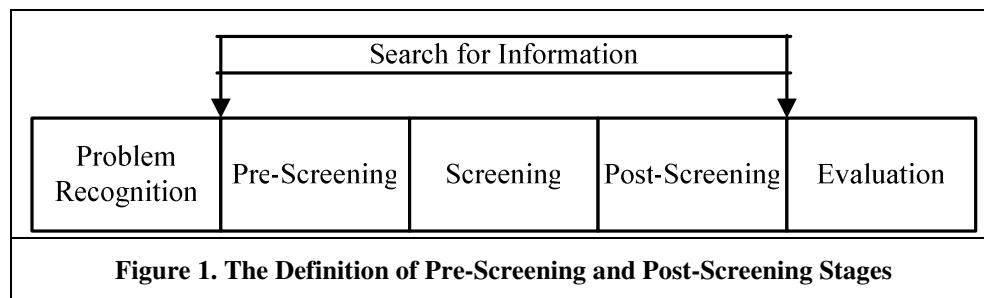 Search for Information
Problem
Recognition
Pre-Screening
Screening
Post-Screening
Evaluation
Figure 1. The Definition of Pre-Screening and Post-Screening Stages